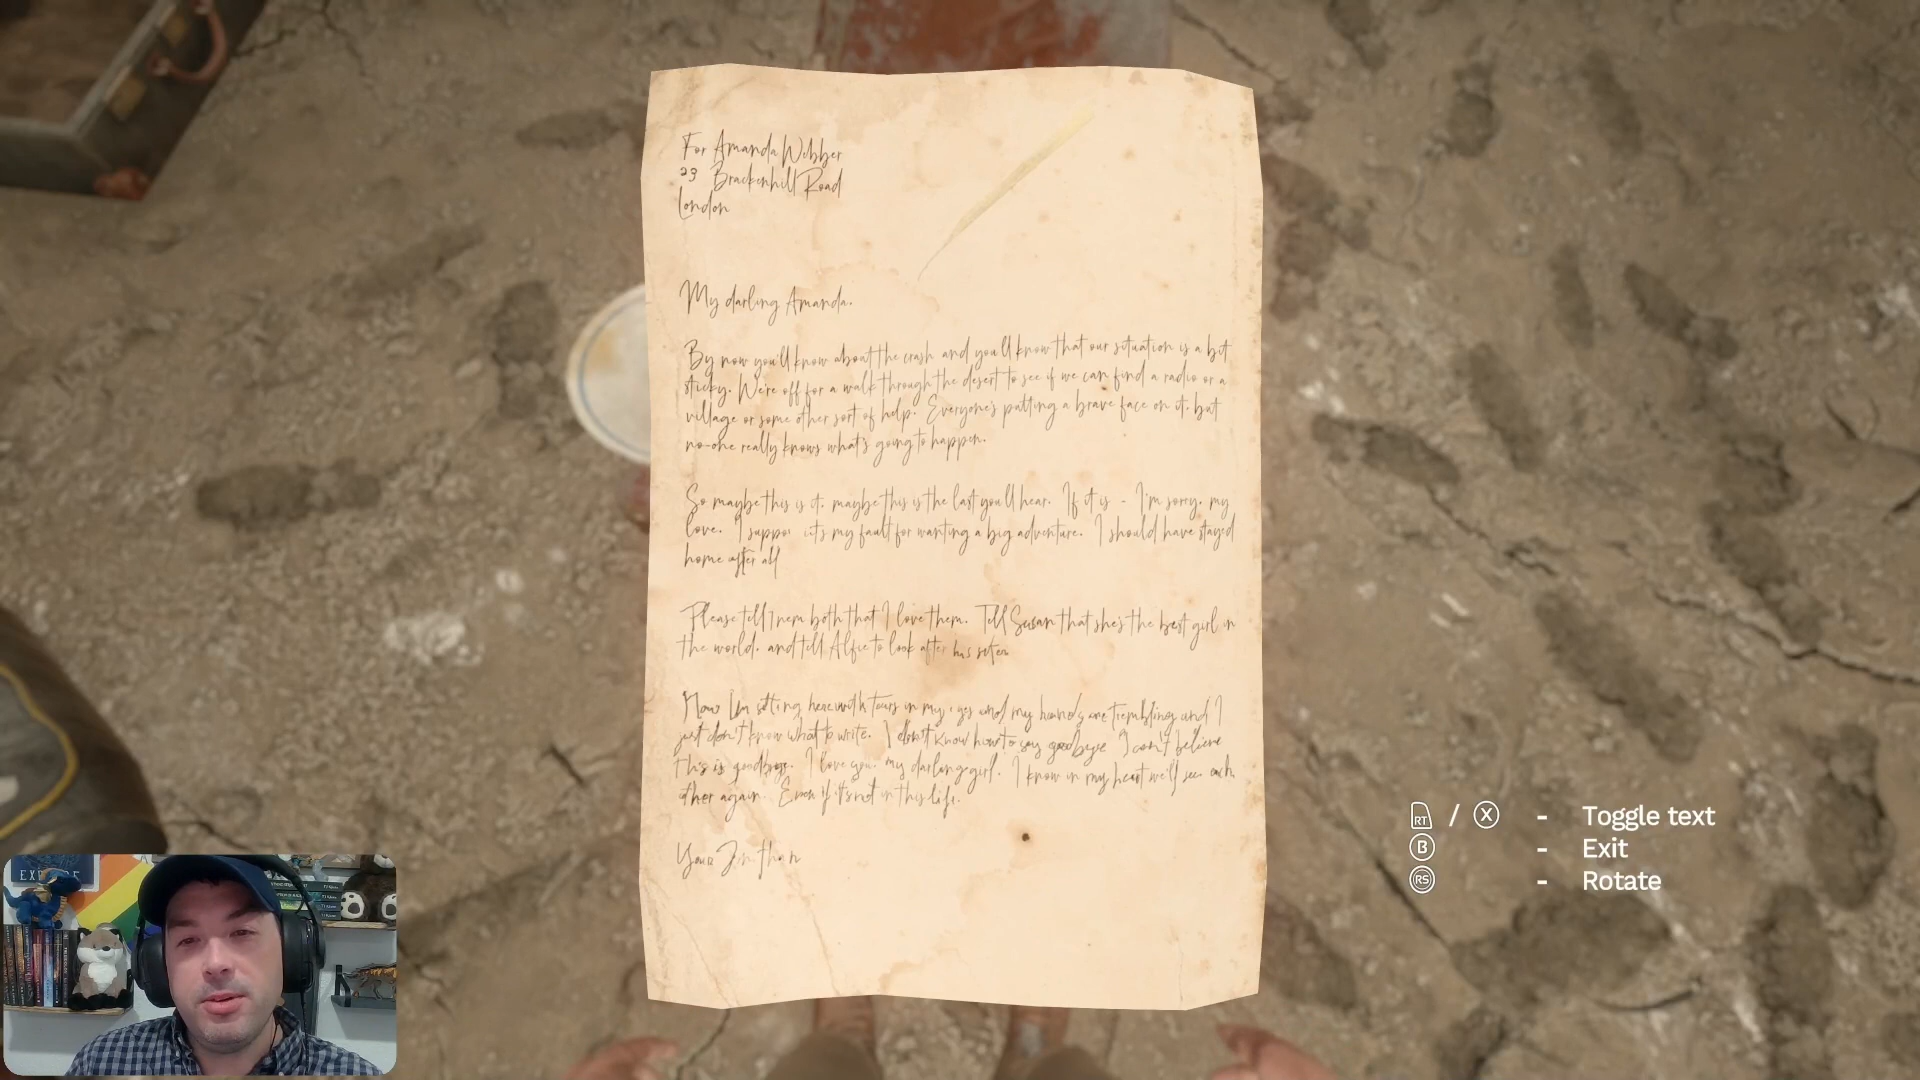 For Amanda Webber
23 Brackenhill Road
London
My darling Amanda,
By now you'll know about the crash and you'll know that our situation is a bit
sticky. We're off for a walk through the desert to see if we can find a radio or a
village or some other sort of help. Everyone's putting a brave face on it, but
no-one really knows what's going to happen.
So maybe this is it, maybe this is the last you'll hear. If it is - I'm sorry, my
love. I it's my fault for wanting a big adventure. I should have stayed
home after all
Please tell them both that I love them. Tell Susan that she's the best girl in
the world, and tell Alfie to look after his
Now I'm sitting here with tears in my eyes and my hands are trembling and I
just don't know what to write. I don't know how to say goodbye I can't believe
this is goodbye. I love you, my darling girl. I know in my heart we'll see each
other again. Even if it's not in this life.
RT / X - Toggle text
B - Exit
RS - Rotate